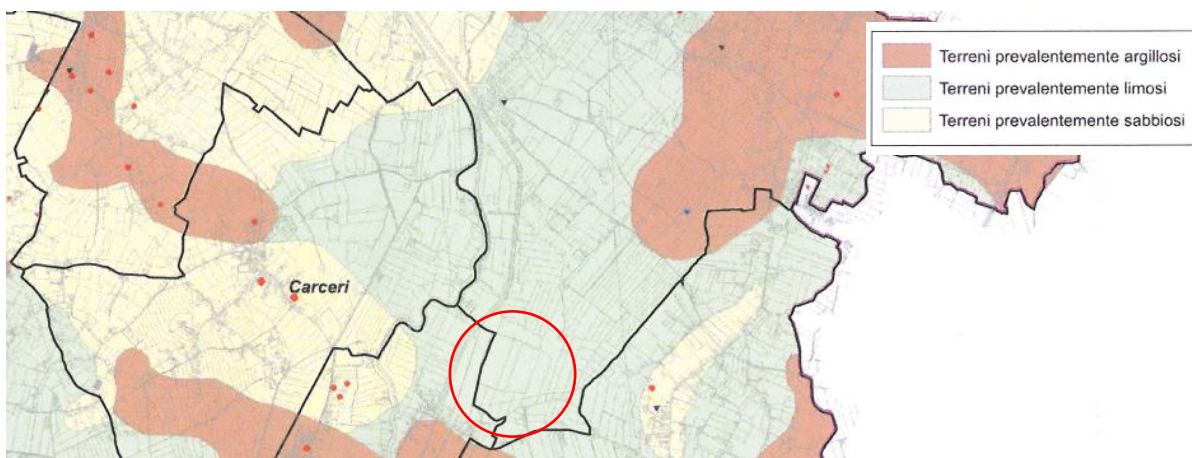 Terreni prevalentemente argillosi
Terreni prevalentemente limosi
Terreni prevalentemente sabbiosi
Carceri